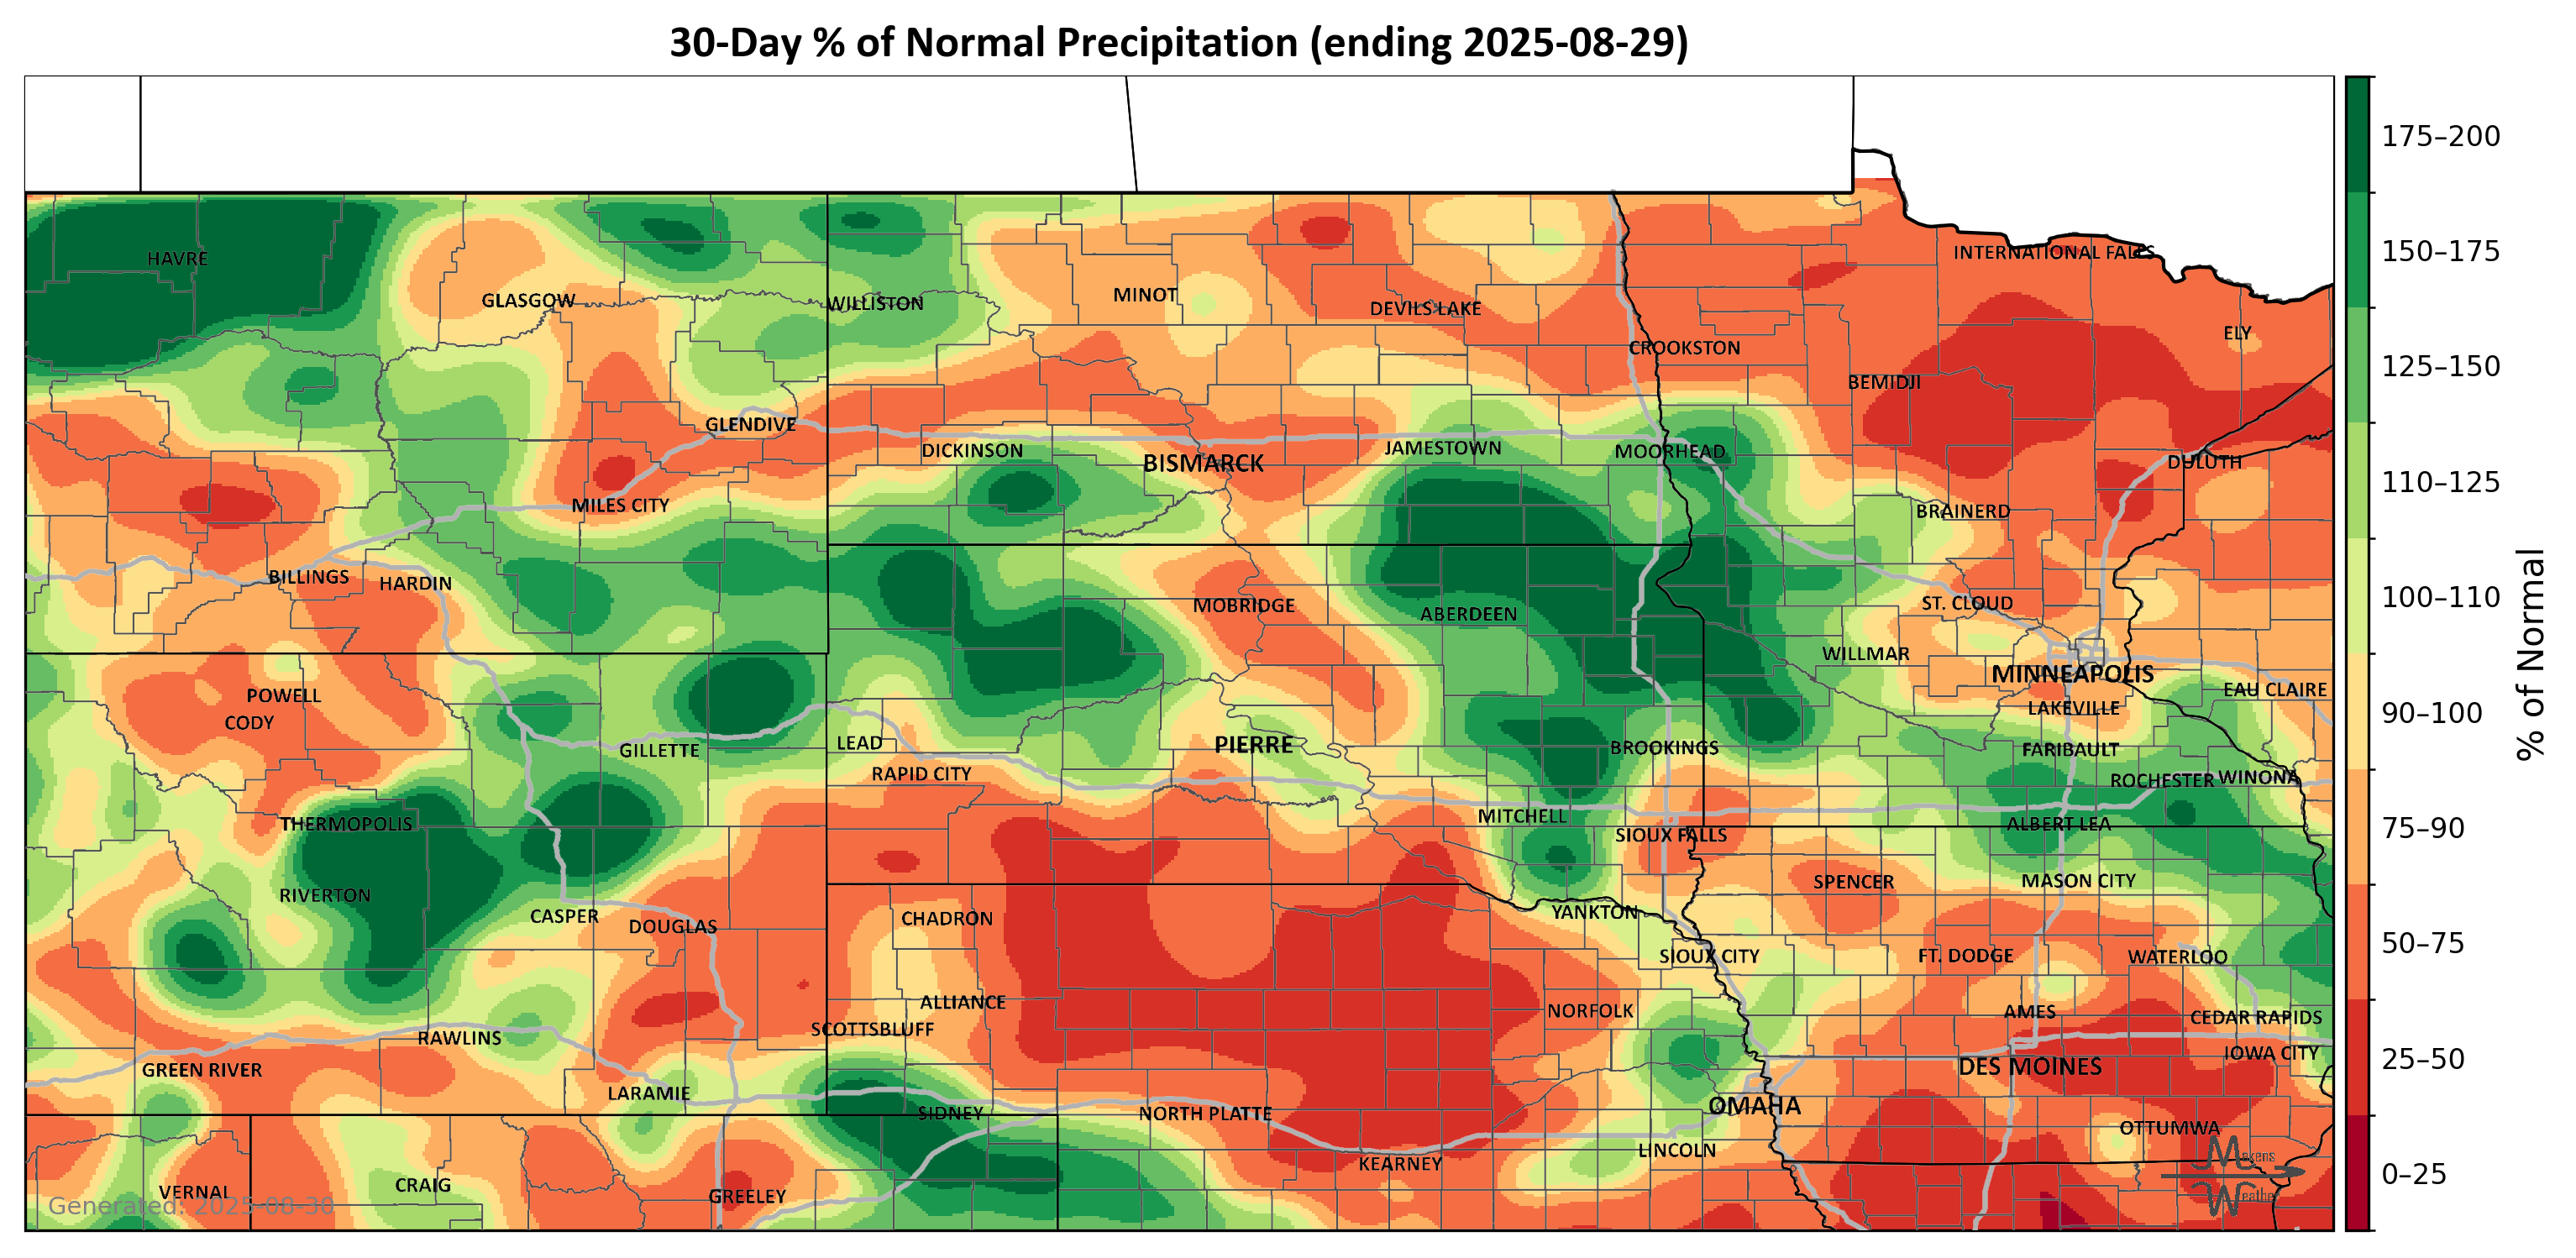 30-Day % of Normal Precipitation (ending 2025-08-29)
175–200
HAVRE
INTERNATIONAL FALLS
150–175
GLASGOW
WILLISTON
MINOT
DEVILS LAKE
125–150
ELY
CROOKSTON
BEMIDJI
GLENDIVE
DICKINSON
BISMARCK
JAMESTOWN
MOORHEAD
DULUTH
110–125
MILES CITY
BRAINERD
BILLINGS
HARDIN
MOBRIDGE
ABERDEEN
ST. CLOUD
100–110
WILLMAR
MINNEAPOLIS
POWELL
EAU CLAIRE
CODY
LAKEVILLE
90–100
% of Normal
GILLETTE
LEAD
PIERRE
BROOKINGS
FARIBAULT
RAPID CITY
ROCHESTER
WINONA
THERMOPOLIS
MITCHELL
SIOUX FALLS
ALBERT LEA
75–90
RIVERTON
SPENCER
MASON CITY
CASPER
DOUGLAS
CHADRON
YANKTON
SIOUX CITY
FT. DODGE
WATERLOO
50–75
ALLIANCE
NORFOLK
AMES
CEDAR RAPIDS
RAWLINS
SCOTTSBLUFF
GREEN RIVER
DES MOINES
IOWA CITY
25–50
LARAMIE
SIDNEY
NORTH PLATTE
OMAHA
OTTUMWA
KEARNEY
LINCOLN
Makens
Weather
0–25
VERNAL
CRAIG
GREELEY
Generated: 2025-08-30